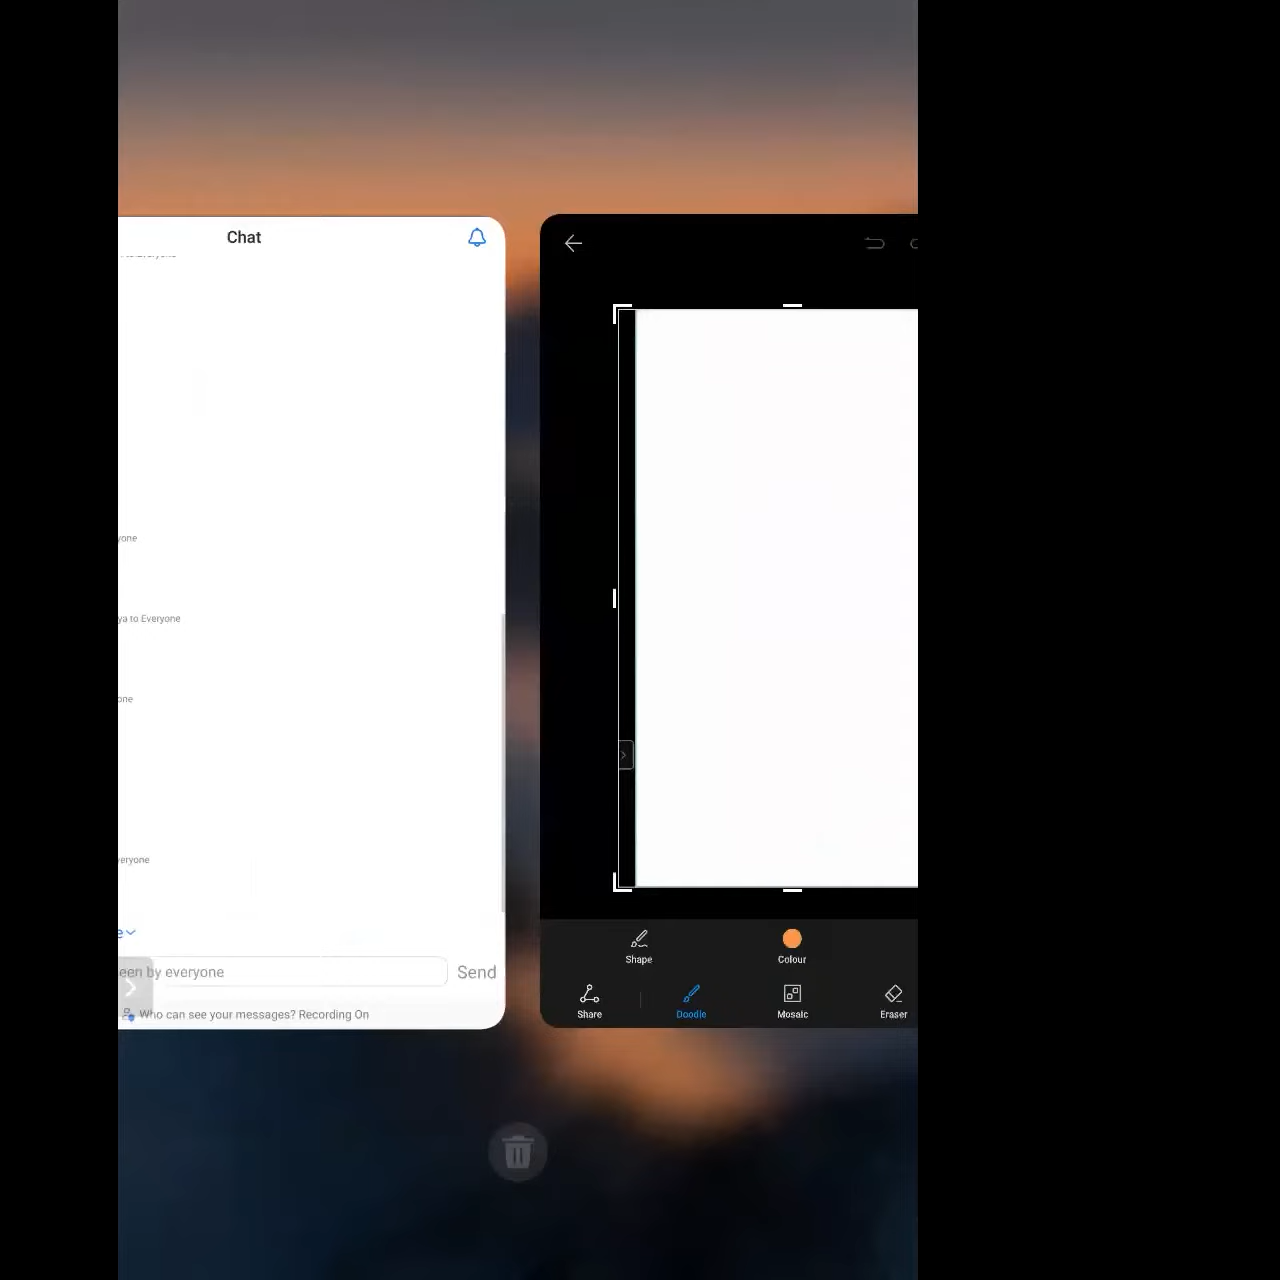 Chat
yone
ya to Everyone
one
eryone
e
een by everyone
Send
Who can see your messages? Recording On
Shape
Colour
Share
Doodle
Mosaic
Eraser